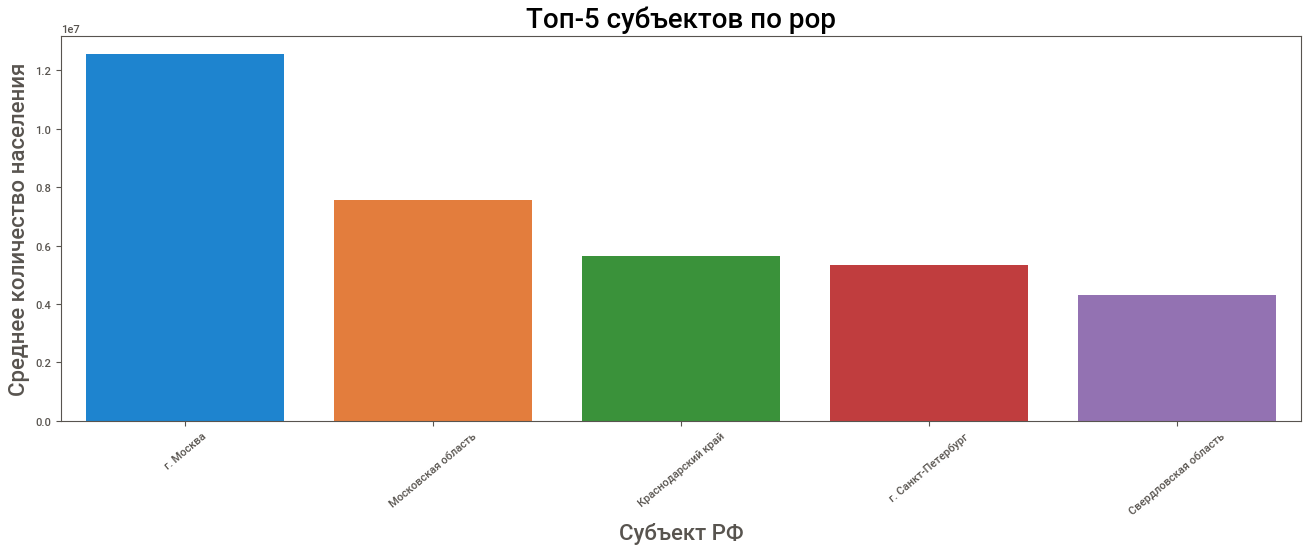 Топ-5 субъектов по pop
1e7
Среднее количество населения
1.2
1.0
0.8
0.6
0.4
0.2
0.0
г. Москва
Московская область
Краснодарский край
г. Санкт-Петербург
Свердловская область
Субъект РФ